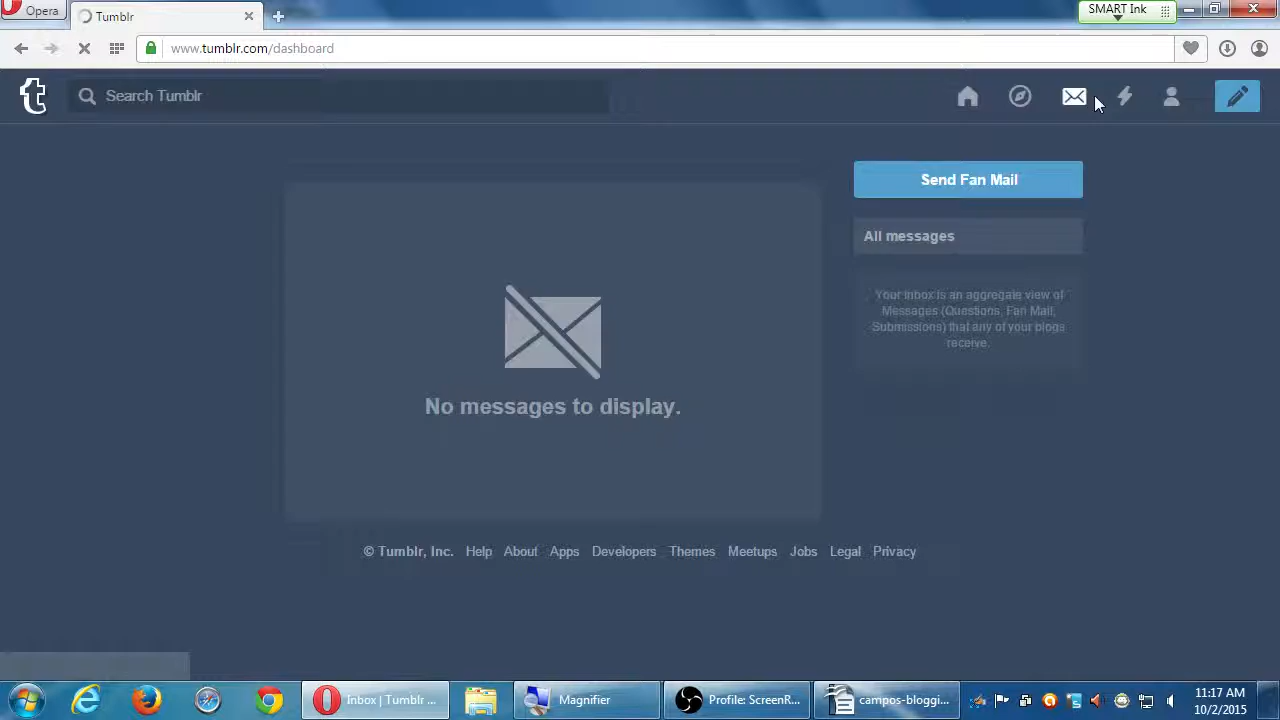 Opera
Tumblr
SMART Ink
www.tumblr.com/dashboard
t
Search Tumblr
Send Fan Mail
All messages
Your Inbox is an aggregate view of
Messages (Questions, Fan Mail,
Submissions) that any of your blogs
receive.
No messages to display.
© Tumblr, Inc. Help About Apps Developers Themes Meetups Jobs Legal Privacy
Inbox | Tumblr ...
Magnifier
Profile: ScreenR...
campos-bloggi...
11:17 AM
10/2/2015